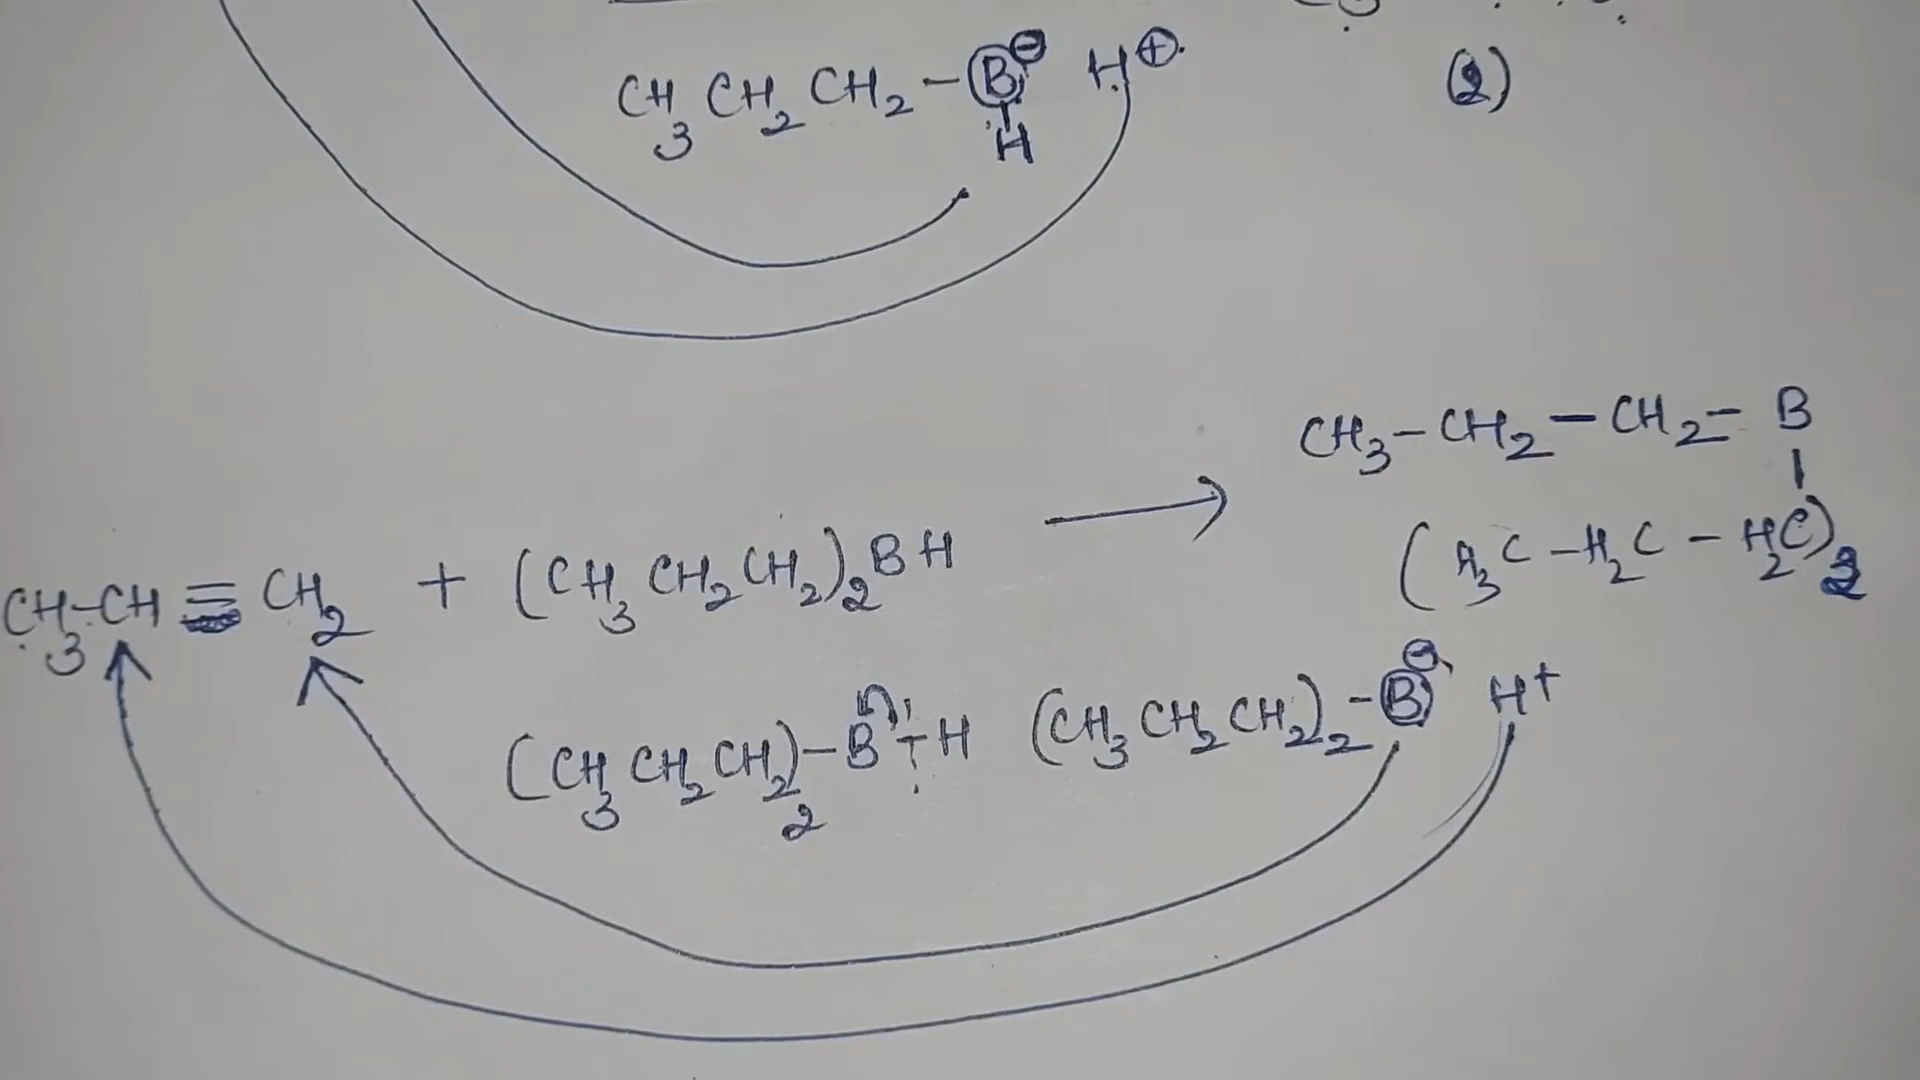 CH₃ CH₂ CH₂ – B⊖ H⊕
H
(2)
CH₃ – CH₂ – CH₂ – B
(H₃C – H₂C – H₂C)₂
CH₃-CH ≡ CH₂ + (CH₃ CH₂ CH₂)₂ BH ⟶
(CH₃ CH₂ CH₂)₂ – B – H (CH₃ CH₂ CH₂)₂ – B⊖ H⁺